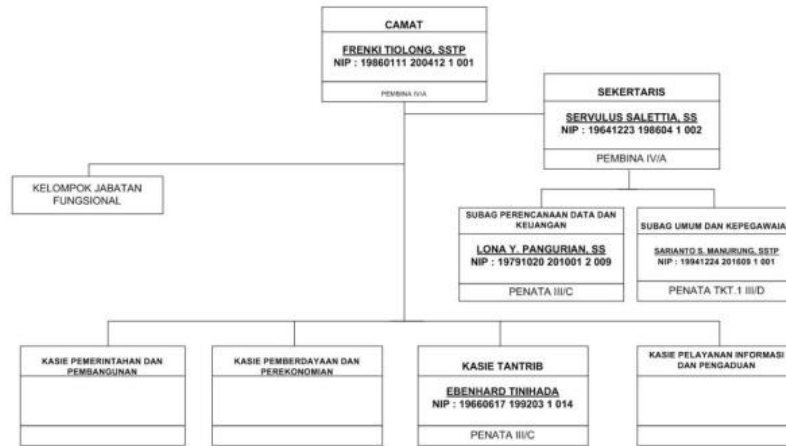 CAMAT
FRENKI TIOLONG, SSTP
NIP : 19860111 200412 1 001
PEMBINA IV/A
SEKERTARIS
SERVULUS SALETTIA, SS
NIP : 19641223 198604 1 002
PEMBINA IV/A
KELOMPOK JABATAN
FUNGSIONAL
SUBAG PERENCANAAN DATA DAN
KEUANGAN
LONA Y. PANGURIAN, SS
NIP : 19791020 201001 2 009
PENATA III/C
SUBAG UMUM DAN KEPEGAWAIA
SARIANTO S. MANURUNG, SSTP
NIP : 19941224 201609 1 001
PENATA TKT.1 III/D
KASIE PEMERINTAHAN DAN
PEMBANGUNAN
KASIE PEMBERDAYAAN DAN
PEREKONOMIAN
KASIE TANTRIB
EBENHARD TINIHADA
NIP : 19660617 199203 1 014
PENATA III/C
KASIE PELAYANAN INFORMASI
DAN PENGADUAN